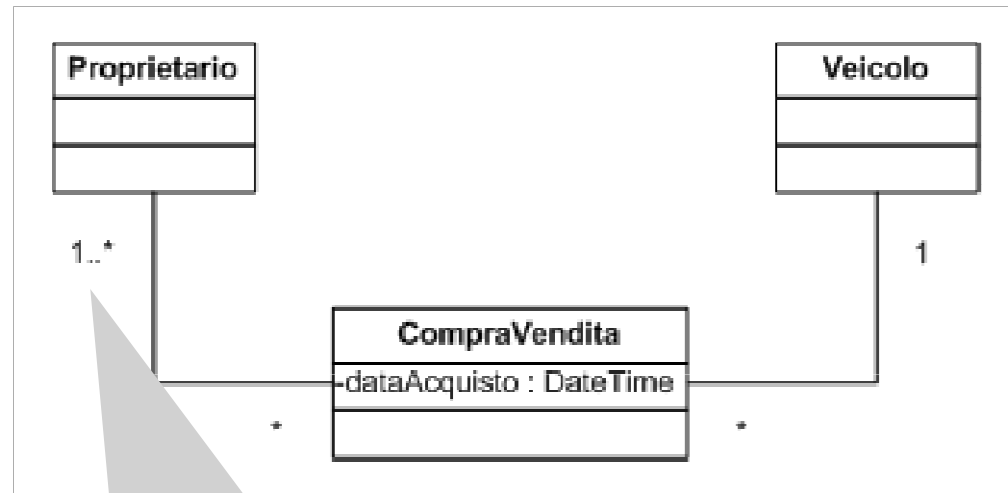 Proprietario
Veicolo
1..*
1
CompraVendita
-dataAcquisto : DateTime
*
*